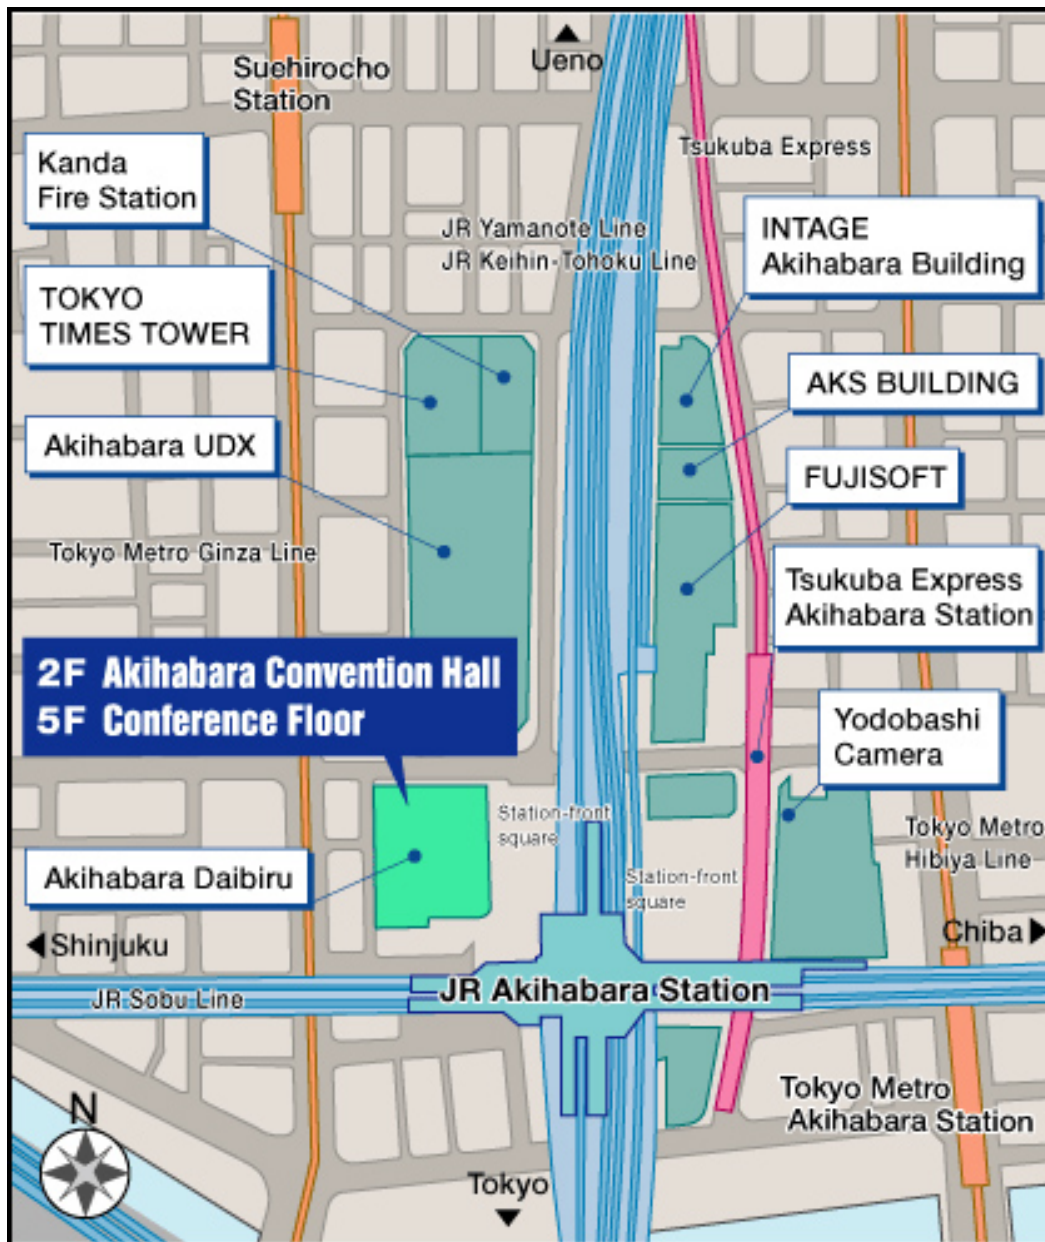 Ueno
Suehirocho
Station
Tsukuba Express
Kanda
Fire Station
JR Yamanote Line
JR Keihin-Tohoku Line
INTAGE
Akihabara Building
TOKYO
TIMES TOWER
AKS BUILDING
Akihabara UDX
FUJISOFT
Tokyo Metro Ginza Line
Tsukuba Express
Akihabara Station
2F Akihabara Convention Hall
5F Conference Floor
Yodobashi
Camera
Station-front
square
Tokyo Metro
Hibiya Line
Akihabara Daibiru
Station-front
square
Shinjuku
Chiba
JR Sobu Line
JR Akihabara Station
Tokyo Metro
Akihabara Station
N
Tokyo